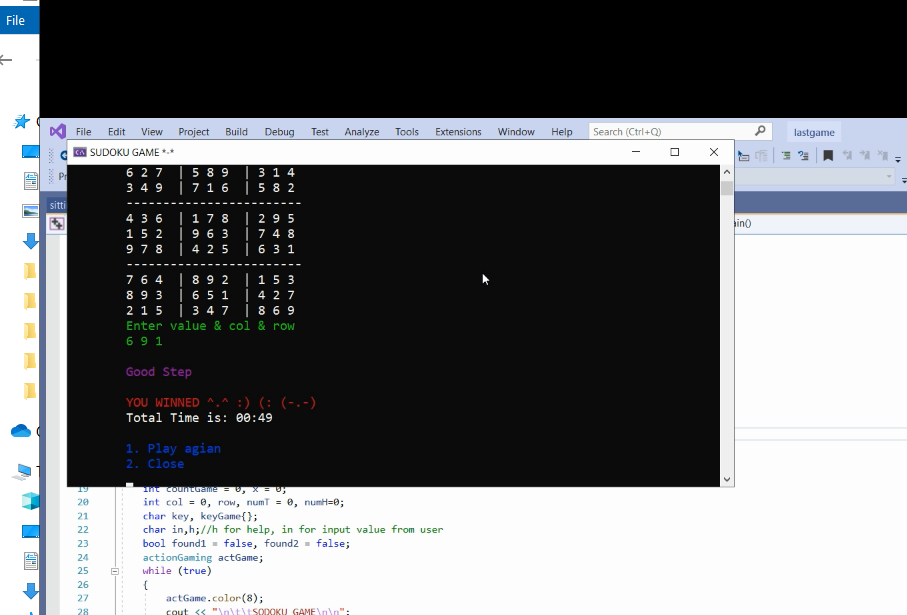 File
File Edit View Project Build Debug Test Analyze Tools Extensions Window Help Search (Ctrl+Q) lastgame
SUDOKU GAME *-*
6 2 7 | 5 8 9 | 3 1 4
3 4 9 | 7 1 6 | 5 8 2
--------------------------
4 3 6 | 1 7 8 | 2 9 5
1 5 2 | 9 6 3 | 7 4 8
9 7 8 | 4 2 5 | 6 3 1
--------------------------
7 6 4 | 8 9 2 | 1 5 3
8 9 3 | 6 5 1 | 4 2 7
2 1 5 | 3 4 7 | 8 6 9
Enter value & col & row
6 9 1
Good Step
YOU WINNED ^.^ :) (: (-.-)
Total Time is: 00:49
1. Play agian
2. Close
19 int countGame = 0, x = 0;
20 int col = 0, row, numT = 0, numH=0;
21 char key, keyGame{};
22 char in,h;//h for help, in for input value from user
23 bool found1 = false, found2 = false;
24 actionGaming actGame;
25 while (true)
26 {
27 actGame.color(8);
28 cout << "\n\t\tSODOKU GAME\n\n";